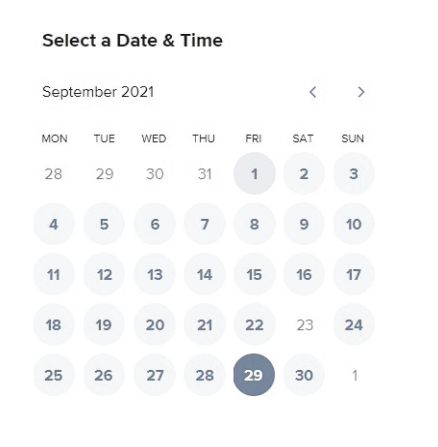 Select a Date & Time
September 2021
MON TUE WED THU FRI SAT SUN
28 29 30 31 1 2 3
4 5 6 7 8 9 10
11 12 13 14 15 16 17
18 19 20 21 22 23 24
25 26 27 28 29 30 1